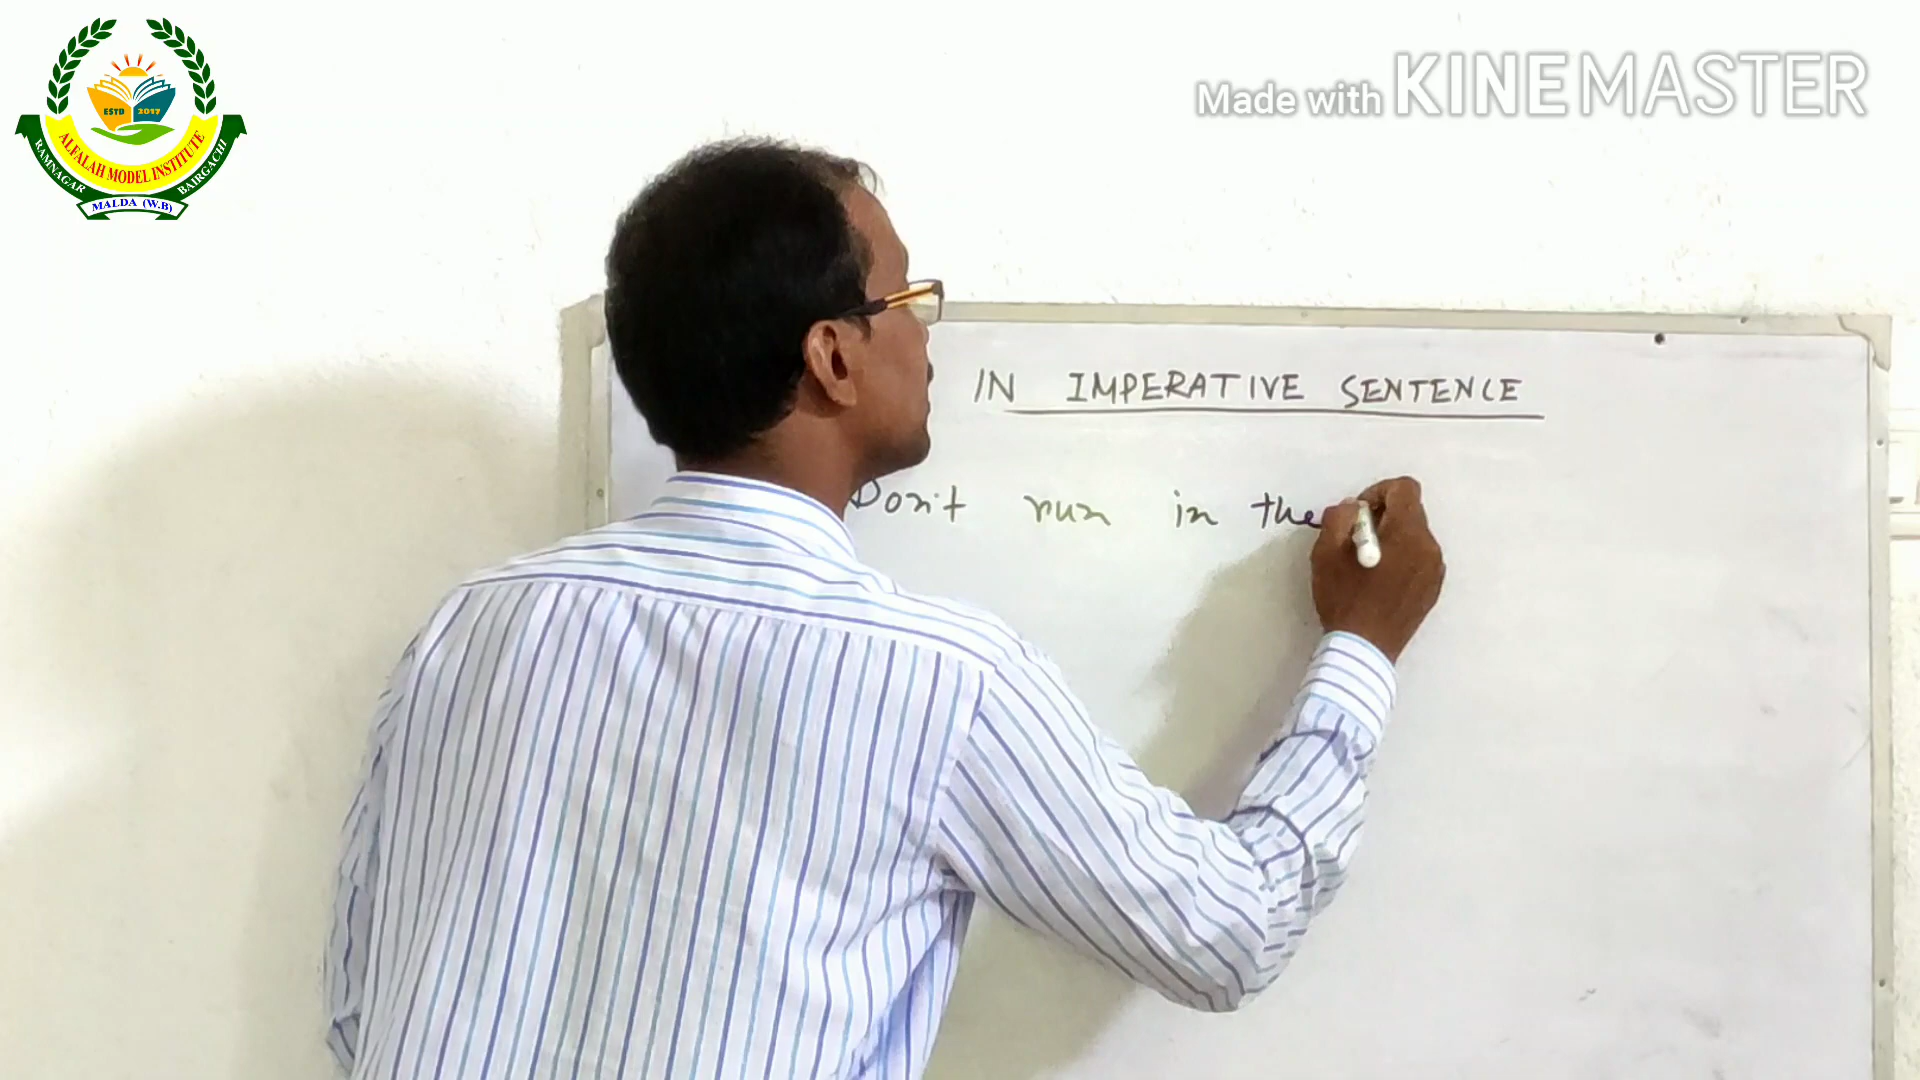 ESTD 2017
ALFALAH MODEL INSTITUTE
RAMNAGAR BAIRGACHI
MALDA (W.B)
Made with KINEMASTER
IN IMPERATIVE SENTENCE
Don't run in the